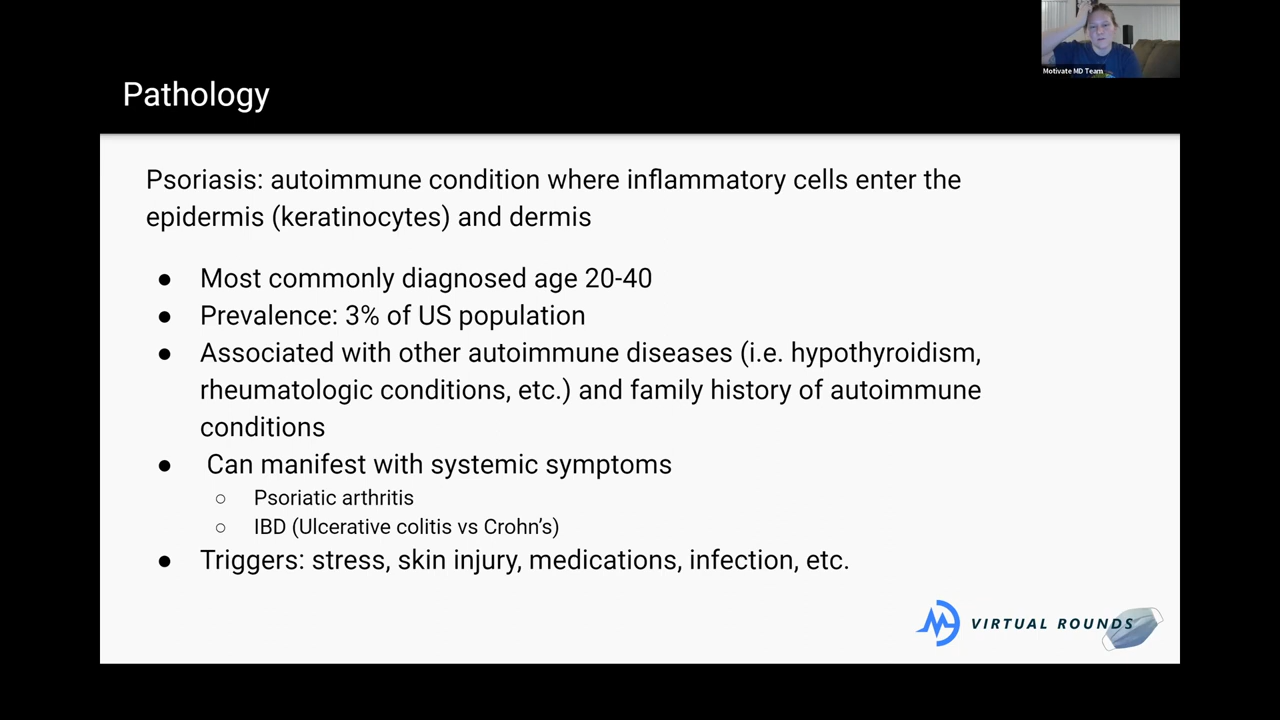 Motivate MD Team
Pathology
Psoriasis: autoimmune condition where inflammatory cells enter the
epidermis (keratinocytes) and dermis
● Most commonly diagnosed age 20-40
● Prevalence: 3% of US population
● Associated with other autoimmune diseases (i.e. hypothyroidism,
rheumatologic conditions, etc.) and family history of autoimmune
conditions
● Can manifest with systemic symptoms
○ Psoriatic arthritis
○ IBD (Ulcerative colitis vs Crohn’s)
● Triggers: stress, skin injury, medications, infection, etc.
VIRTUAL ROUNDS